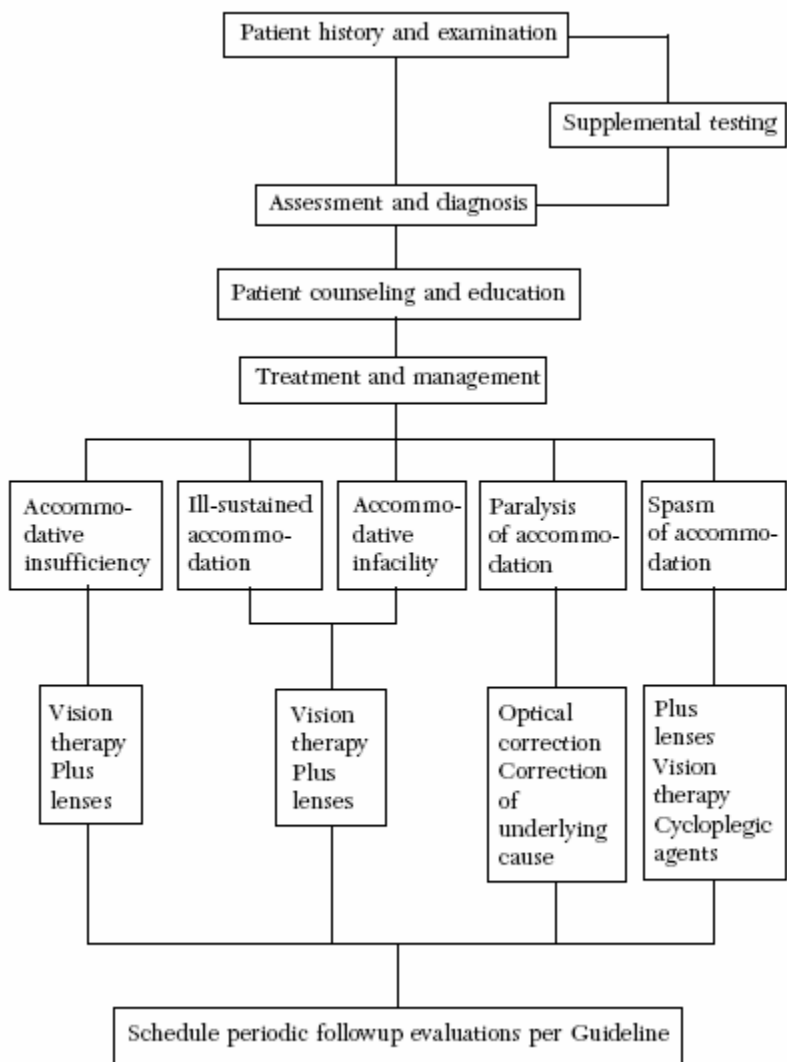 Patient history and examination
Supplemental testing
Assessment and diagnosis
Patient counseling and education
Treatment and management
Accommo-
dative
insufficiency
Ill-sustained
accommo-
dation
Accommo-
dative
infacility
Paralysis
of accommo-
dation
Spasm
of accommo-
dation
Vision
therapy
Plus
lenses
Vision
therapy
Plus
lenses
Optical
correction
Correction
of
underlying
cause
Plus
lenses
Vision
therapy
Cycloplegic
agents
Schedule periodic followup evaluations per Guideline